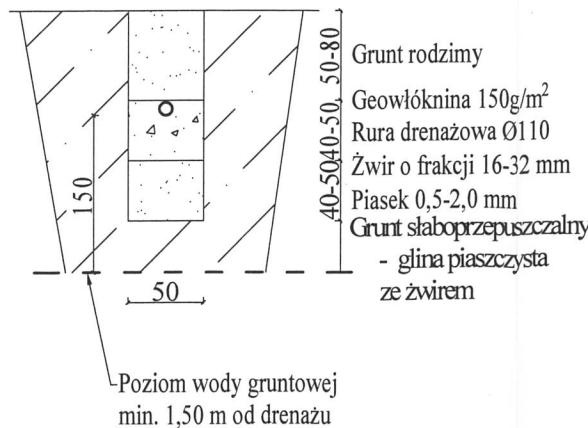 50-80
40-50
40-50
Grunt rodzimy
Geowłóknina 150g/m²
Rura drenażowa Ø110
Żwir o frakcji 16-32 mm
Piasek 0,5-2,0 mm
Grunt słaboprzepuszczalny
- glina piaszczysta
ze żwirem
150
50
Poziom wody gruntowej
min. 1,50 m od drenażu